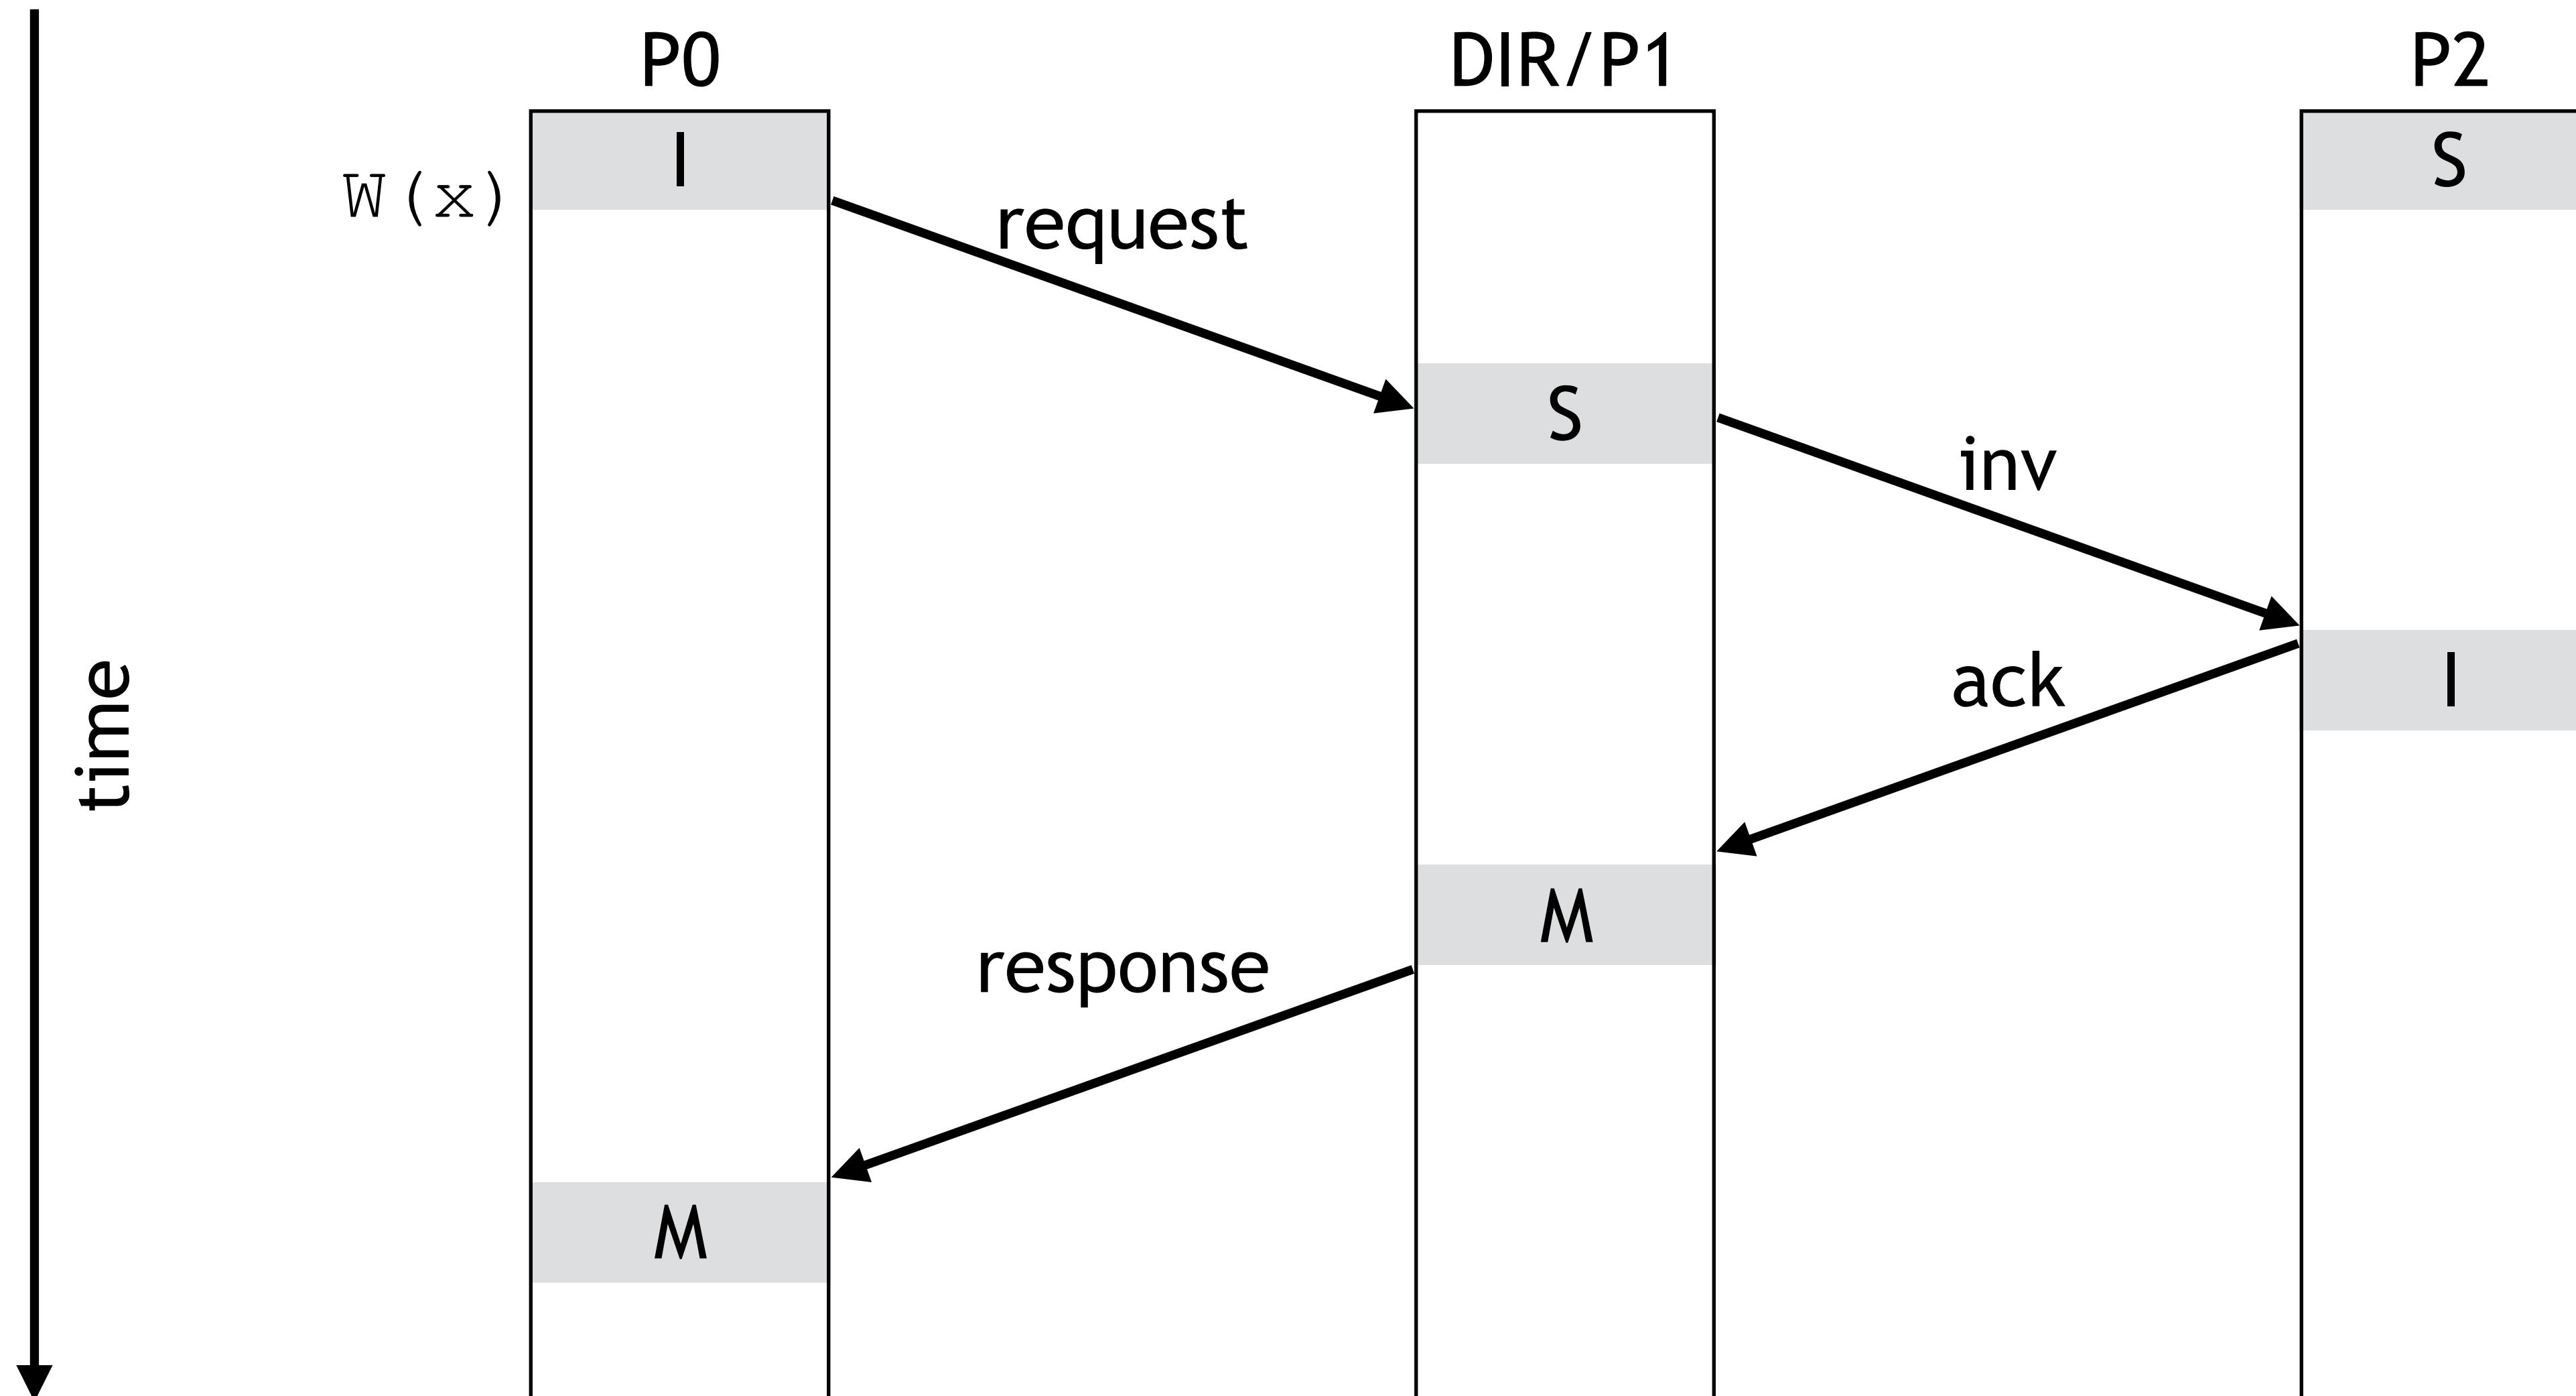 P0
DIR/P1
P2
I
S
W(x)
request
S
inv
time
ack
I
M
response
M